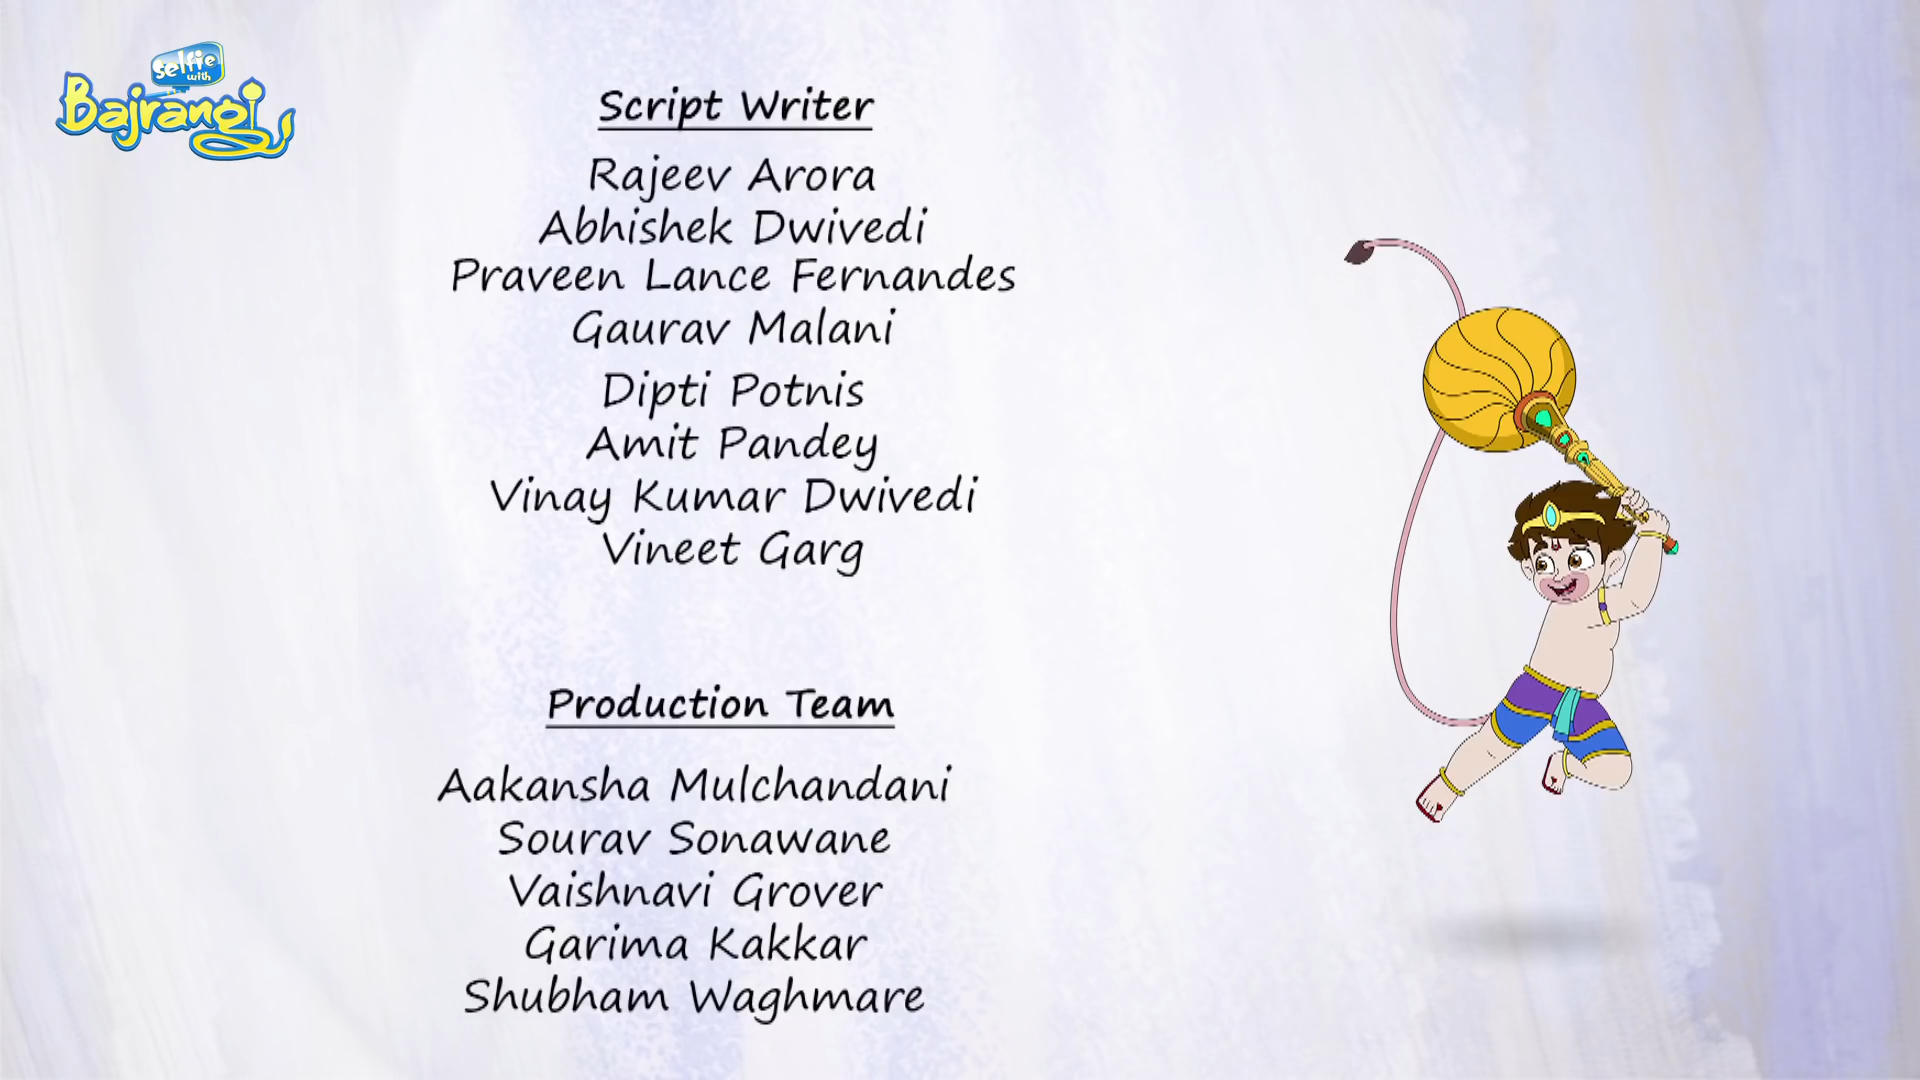 Selfie
with
Bajrangi
Script Writer
Rajeev Arora
Abhishek Dwivedi
Praveen Lance Fernandes
Gaurav Malani
Dipti Potnis
Amit Pandey
Vinay Kumar Dwivedi
Vineet Garg
Production Team
Aakansha Mulchandani
Sourav Sonawane
Vaishnavi Grover
Garima Kakkar
Shubham Waghmare